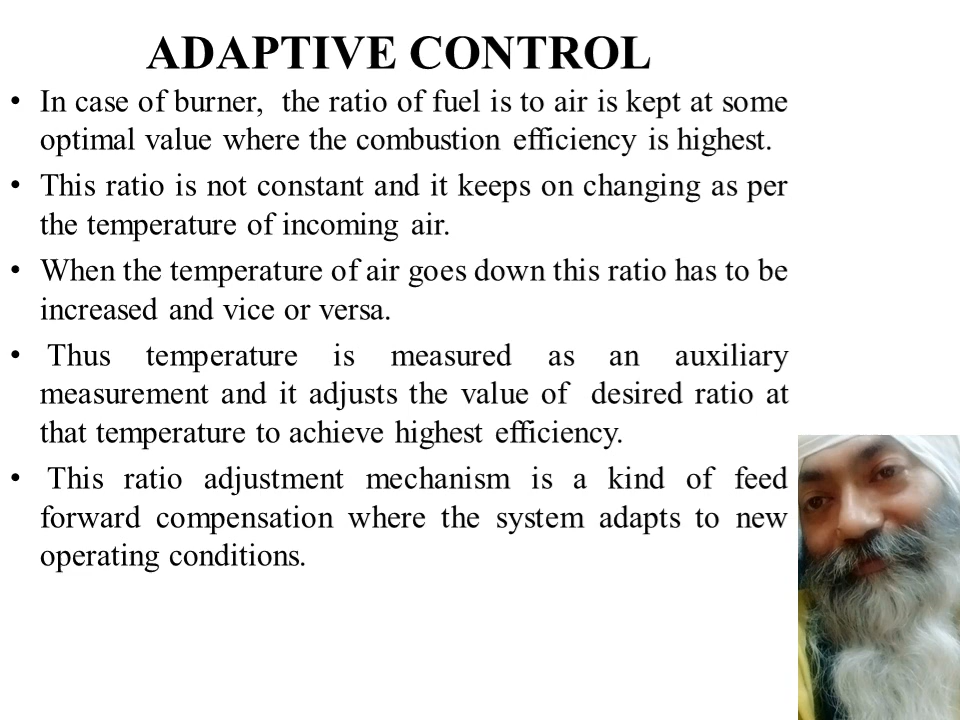 ADAPTIVE CONTROL
• In case of burner,  the ratio of fuel is to air is kept at some
optimal value where the combustion efficiency is highest.
• This ratio is not constant and it keeps on changing as per
the temperature of incoming air.
• When the temperature of air goes down this ratio has to be
increased and vice or versa.
• Thus temperature is measured as an auxiliary
measurement and it adjusts the value of  desired ratio at
that temperature to achieve highest efficiency.
• This ratio adjustment mechanism is a kind of feed
forward compensation where the system adapts to new
operating conditions.